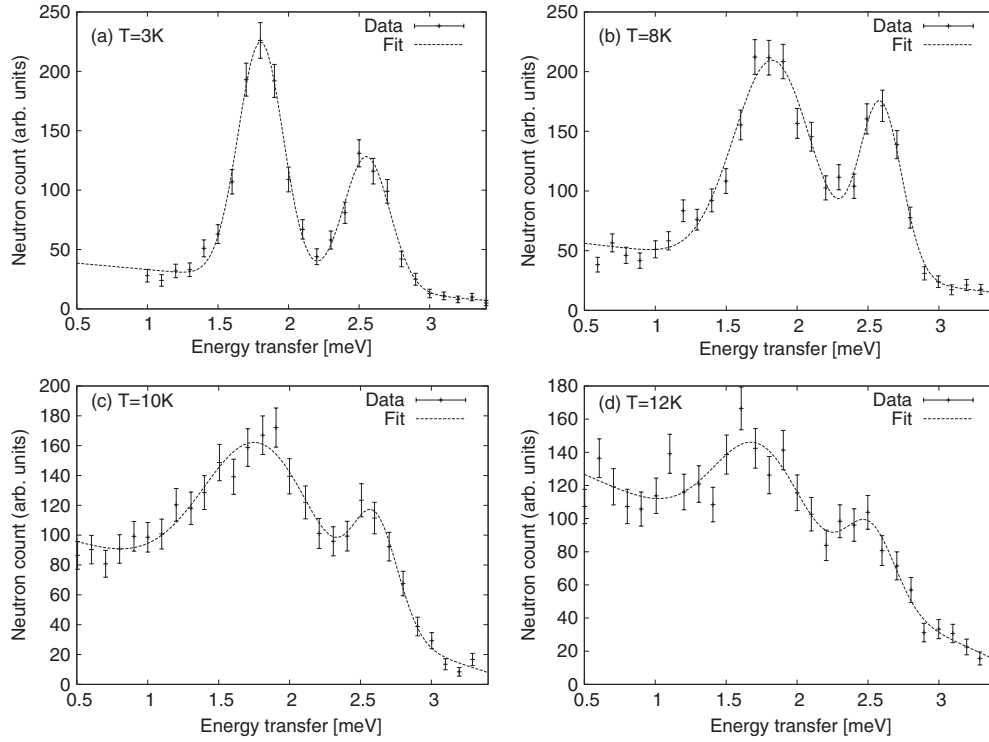 (a) T=3K
Data
Fit
Neutron count (arb. units)
250
200
150
100
50
0
0.5 1 1.5 2 2.5 3
Energy transfer [meV]
(b) T=8K
Data
Fit
Neutron count (arb. units)
250
200
150
100
50
0
0.5 1 1.5 2 2.5 3
Energy transfer [meV]
(c) T=10K
Data
Fit
Neutron count (arb. units)
200
180
160
140
120
100
80
60
40
20
0
0.5 1 1.5 2 2.5 3
Energy transfer [meV]
(d) T=12K
Data
Fit
Neutron count (arb. units)
180
160
140
120
100
80
60
40
20
0
0.5 1 1.5 2 2.5 3
Energy transfer [meV]